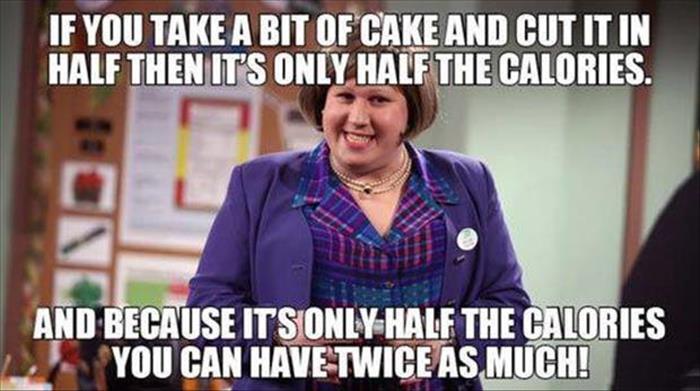 IF YOU TAKE A BIT OF CAKE AND CUT IT IN
HALF THEN IT'S ONLY HALF THE CALORIES.
AND BECAUSE IT'S ONLY HALF THE CALORIES
YOU CAN HAVE TWICE AS MUCH!